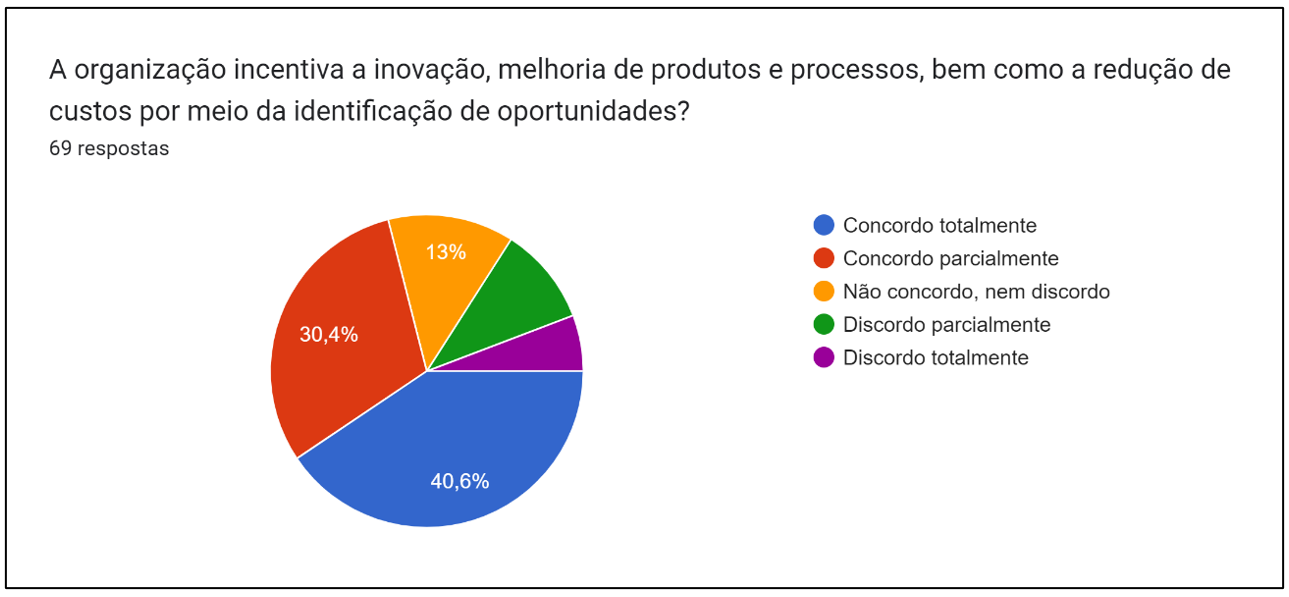 A organização incentiva a inovação, melhoria de produtos e processos, bem como a redução de
custos por meio da identificação de oportunidades?
69 respostas
13%
30,4%
40,6%
Concordo totalmente
Concordo parcialmente
Não concordo, nem discordo
Discordo parcialmente
Discordo totalmente